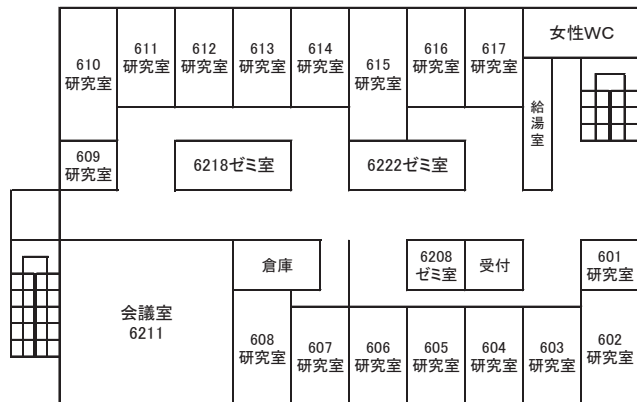 女性WC
610
研究室
611
研究室
612
研究室
613
研究室
614
研究室
615
研究室
616
研究室
617
研究室
給湯室
609
研究室
6218ゼミ室
6222ゼミ室
倉庫
6208
ゼミ室
受付
601
研究室
会議室
6211
608
研究室
607
研究室
606
研究室
605
研究室
604
研究室
603
研究室
602
研究室